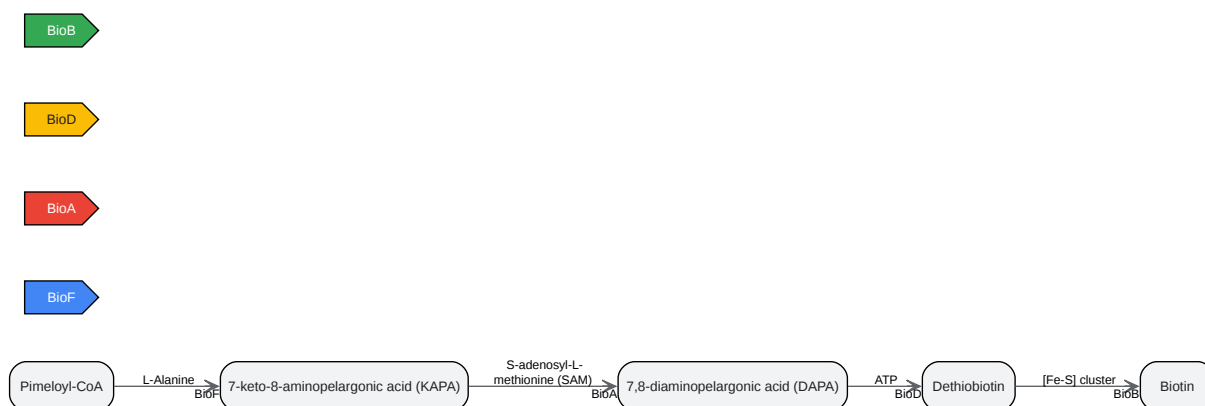 BioB
BioD
BioA
BioF
Pimeloyl-CoA
L-Alanine
BioF
7-keto-8-aminopelargonic acid (KAPA)
S-adenosyl-L-
methionine (SAM)
BioA
7,8-diaminopelargonic acid (DAPA)
ATP
BioD
Dethiobiotin
[Fe-S] cluster
BioB
Biotin